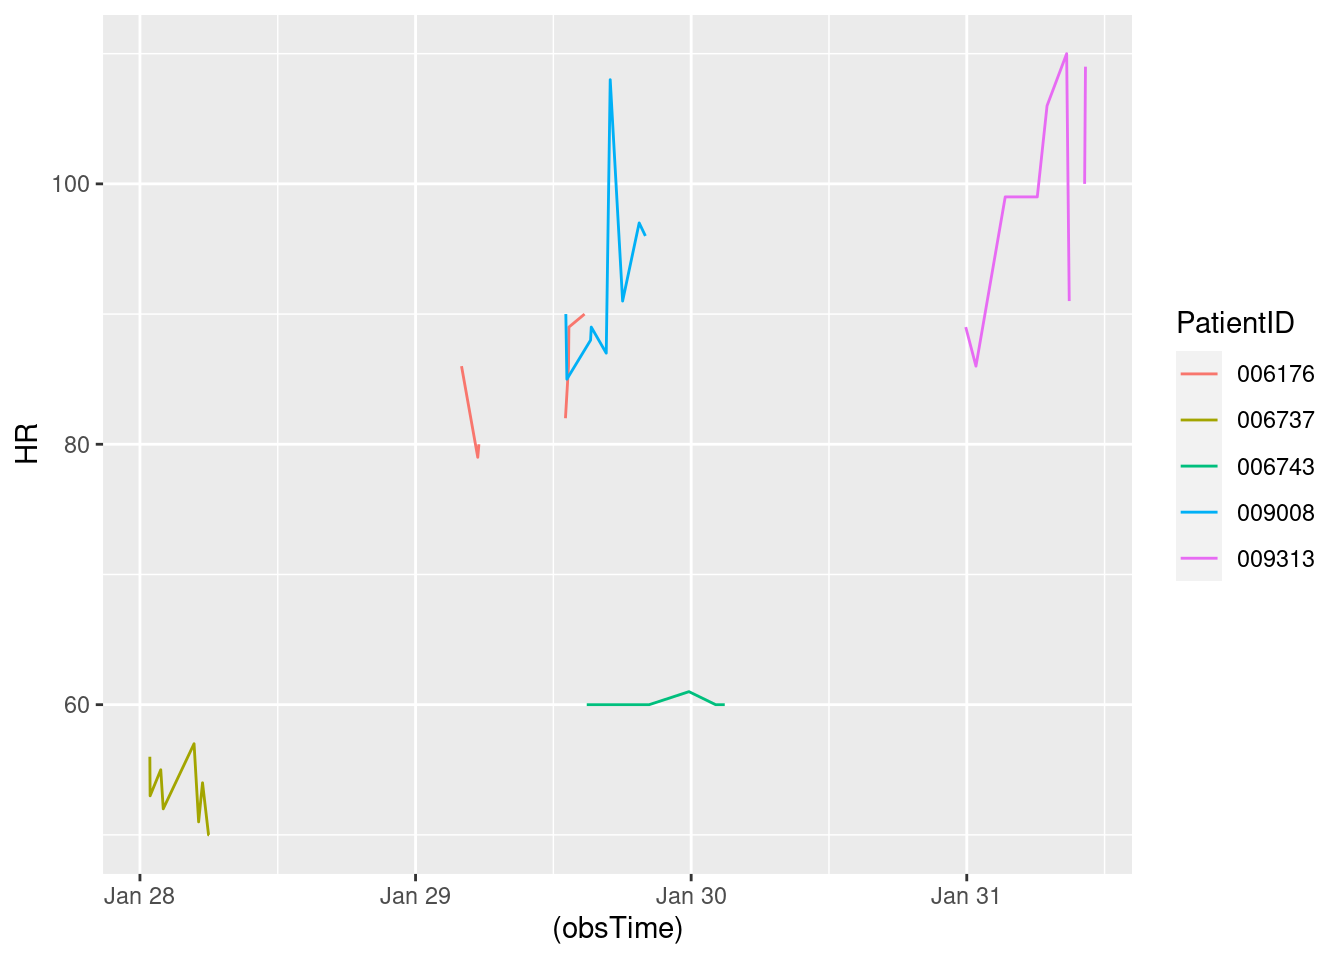 HR
100
80
60
Jan 28
Jan 29
Jan 30
Jan 31
(obsTime)
PatientID
006176
006737
006743
009008
009313